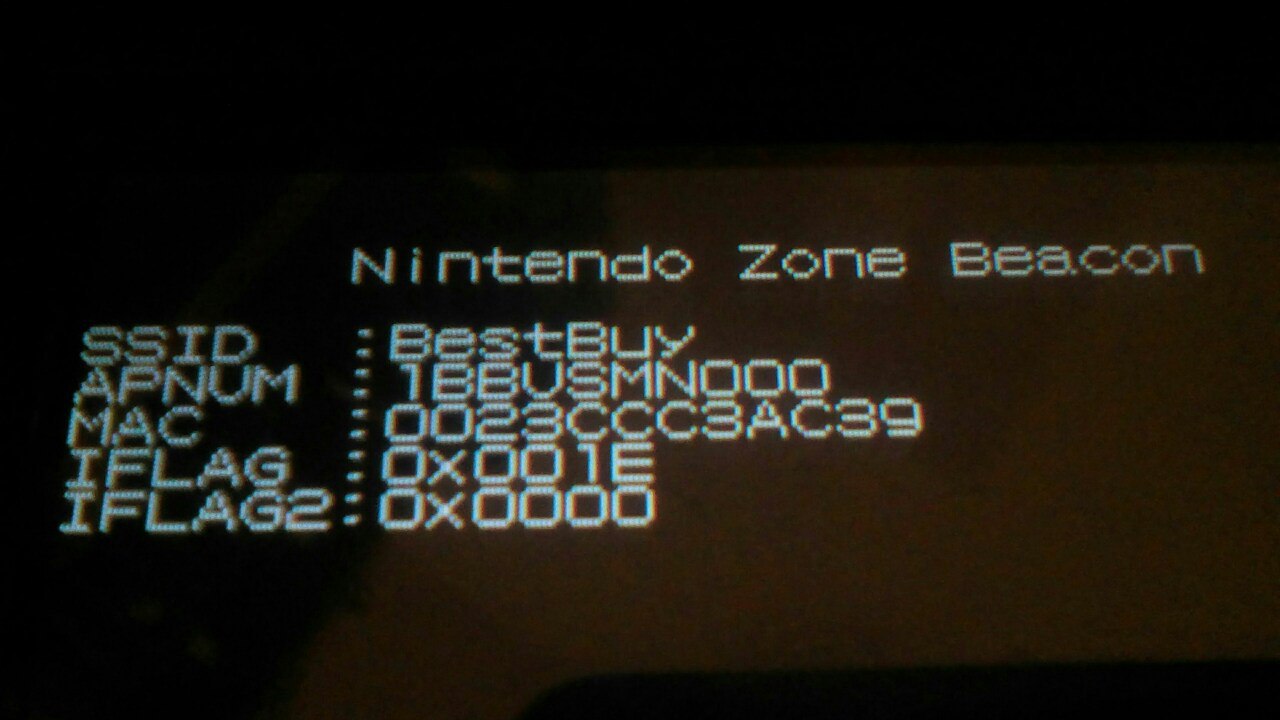 Nintendo Zone Beacon
SSID : BestBuy
APNUM : 1BBUSMN000
MAC : 0023CCC3AC39
IFLAG : 0x001E
IFLAG2: 0x0000